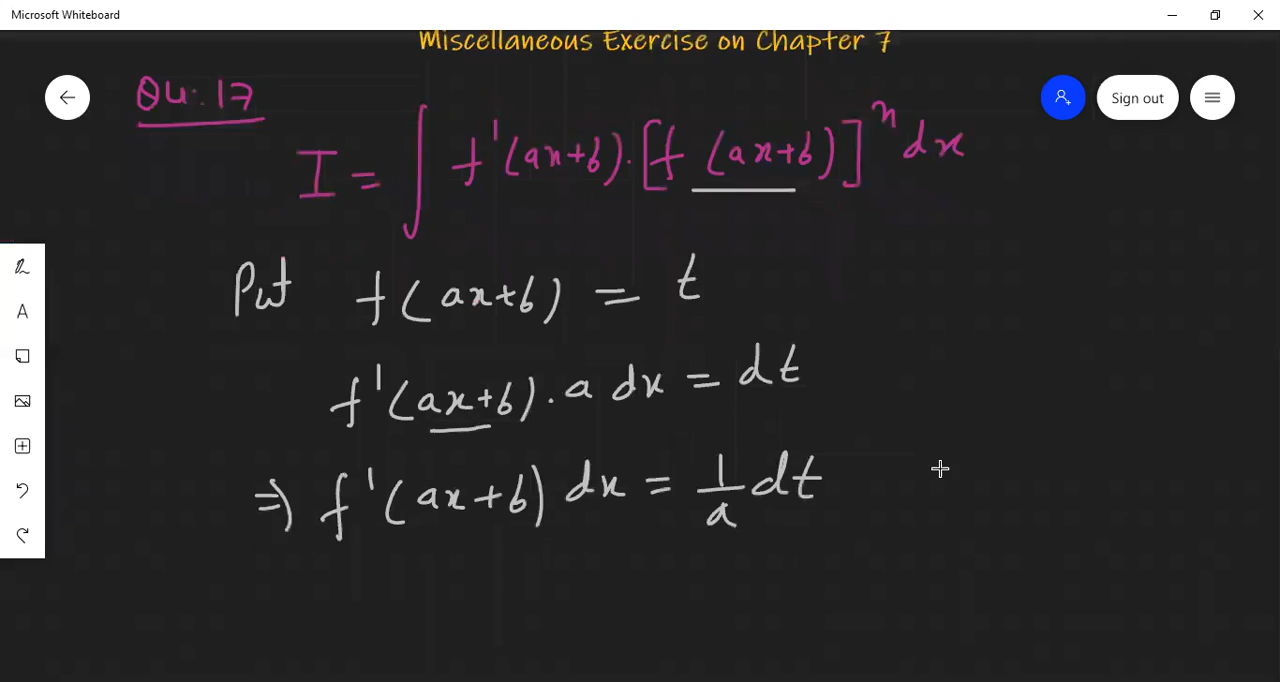 Microsoft Whiteboard
Miscellaneous Exercise on Chapter 7
Qu: 17
Sign out
I = ∫ f'(ax+b).[f (ax+b)]^n dx
Put f(ax+b) = t
f'(ax+b). a dx = dt
⇒ f'(ax+b) dx = 1/a dt